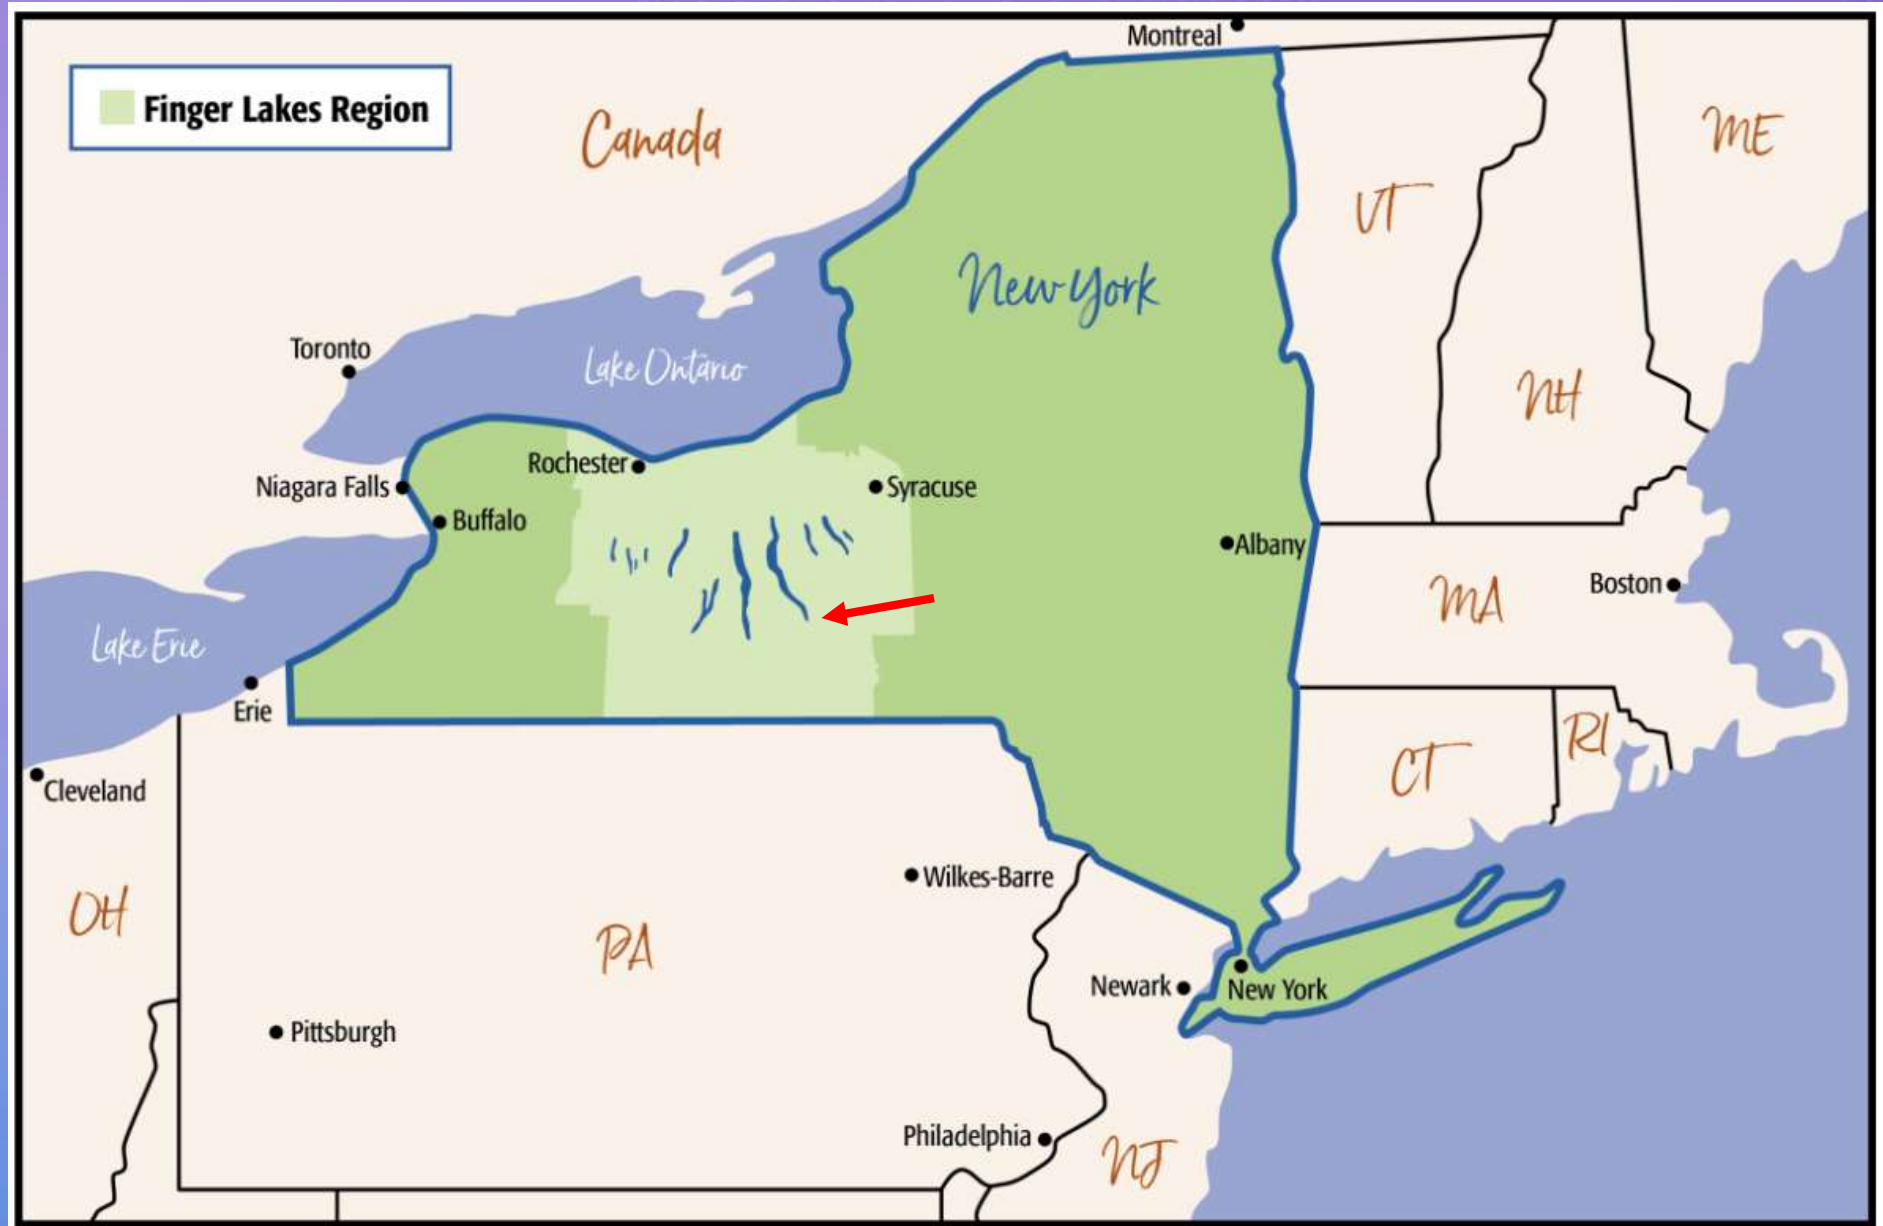 Montreal
Finger Lakes Region
Canada
ME
VT
New York
Toronto
Lake Ontario
NH
Rochester
Niagara Falls
Syracuse
Buffalo
Albany
Boston
MA
Lake Erie
Erie
RI
CT
Cleveland
Wilkes-Barre
OH
PA
Newark
New York
Pittsburgh
Philadelphia
NJ